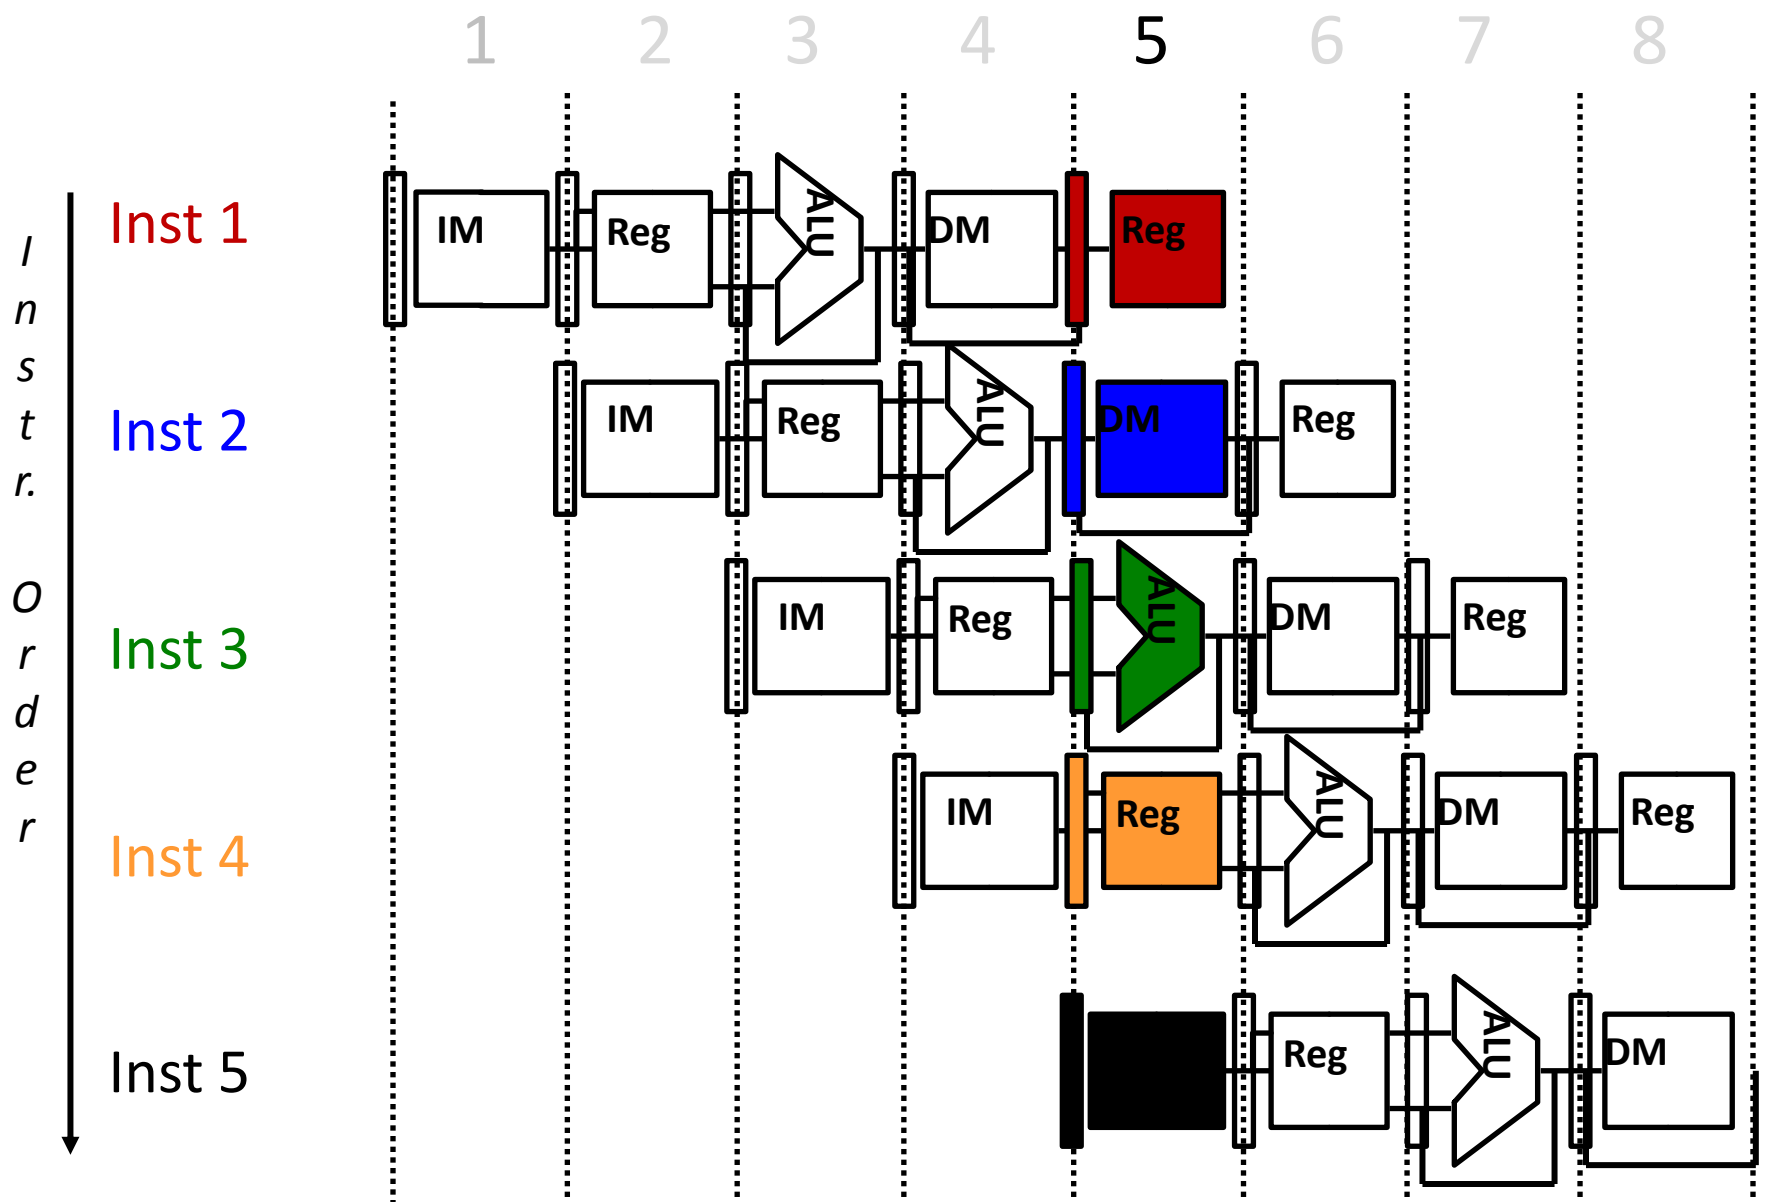 1 2 3 4 5 6 7 8
Inst 1 IM Reg ALU DM Reg
Inst 2 IM Reg ALU DM Reg
Inst 3 IM Reg ALU DM Reg
Inst 4 IM Reg ALU DM Reg
Inst 5 Reg ALU DM
Instr. Order